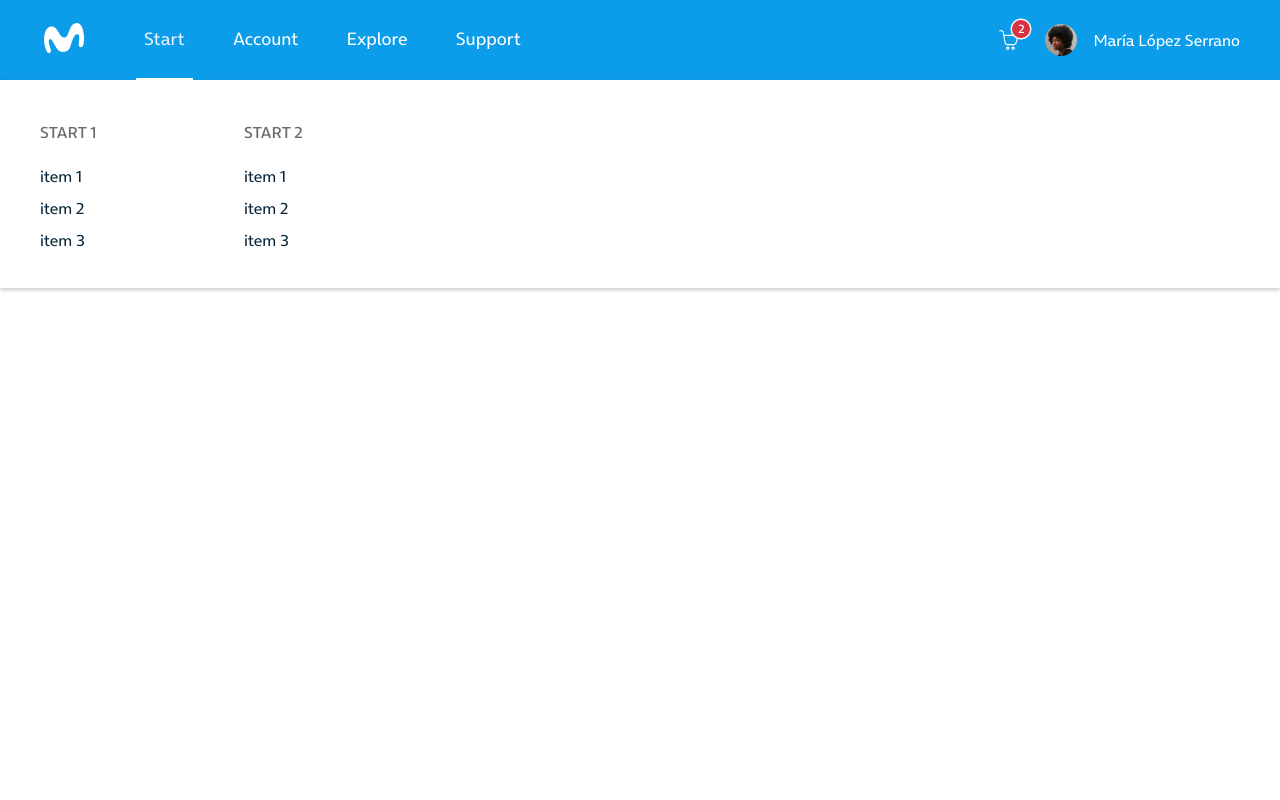 Start Account Explore Support 2 María López Serrano
START 1 START 2
item 1 item 1
item 2 item 2
item 3 item 3